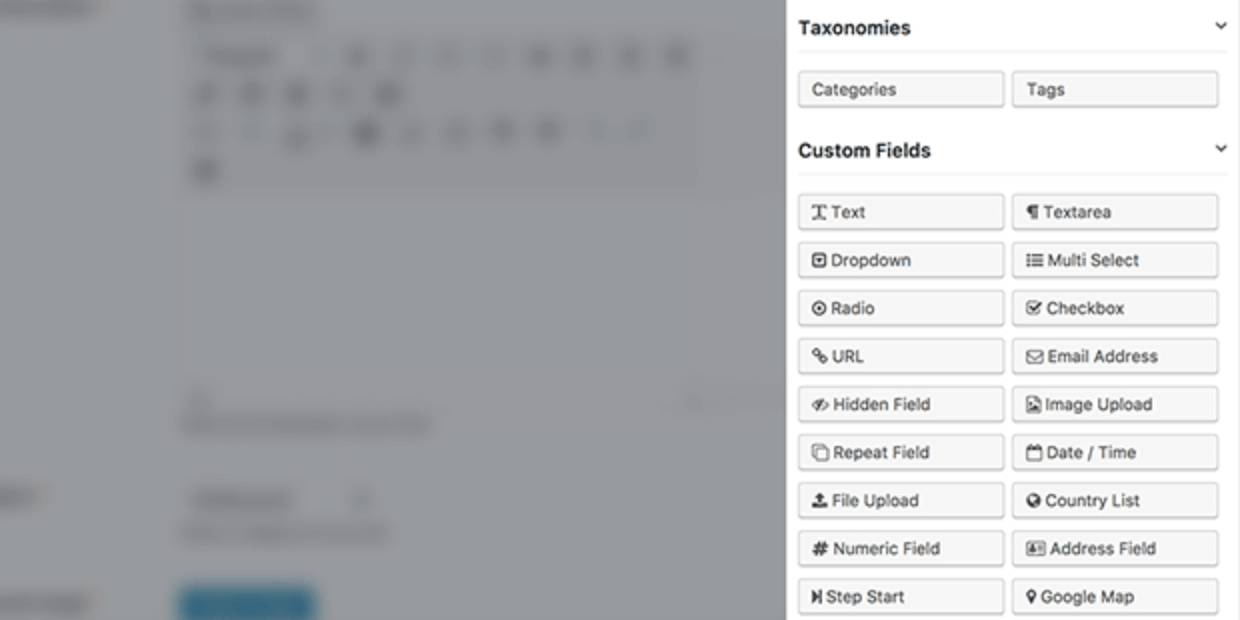 Taxonomies
Categories
Tags
Custom Fields
Text
Textarea
Dropdown
Multi Select
Radio
Checkbox
URL
Email Address
Hidden Field
Image Upload
Repeat Field
Date / Time
File Upload
Country List
Numeric Field
Address Field
Step Start
Google Map